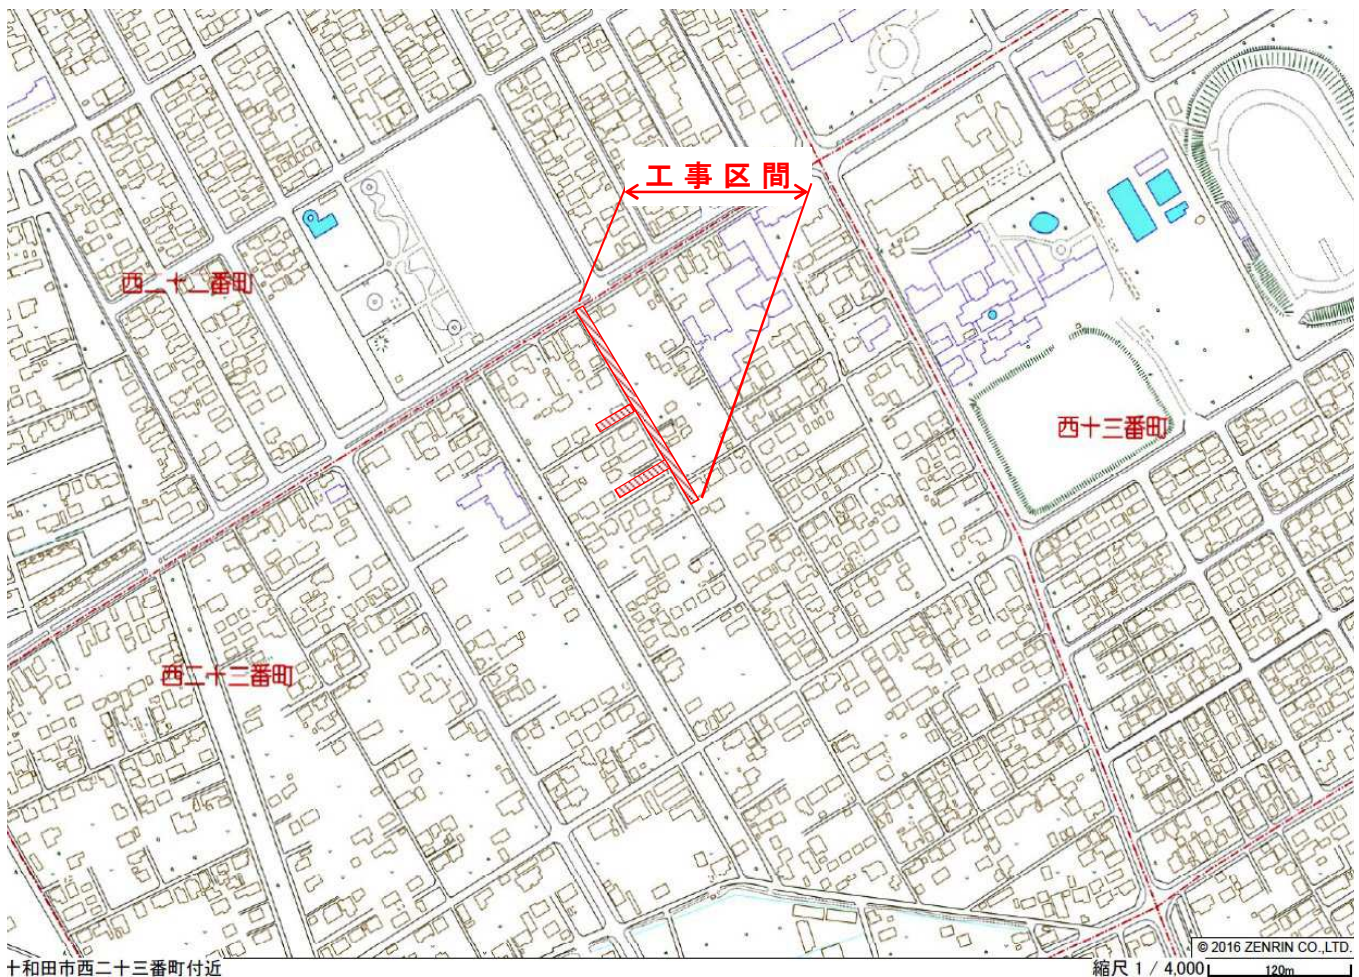 工事区間
西二十二番町
西十三番町
西二十三番町
© 2016 ZENRIN CO.,LTD.
十和田市西二十三番町付近
縮尺 1 / 4,000
120m